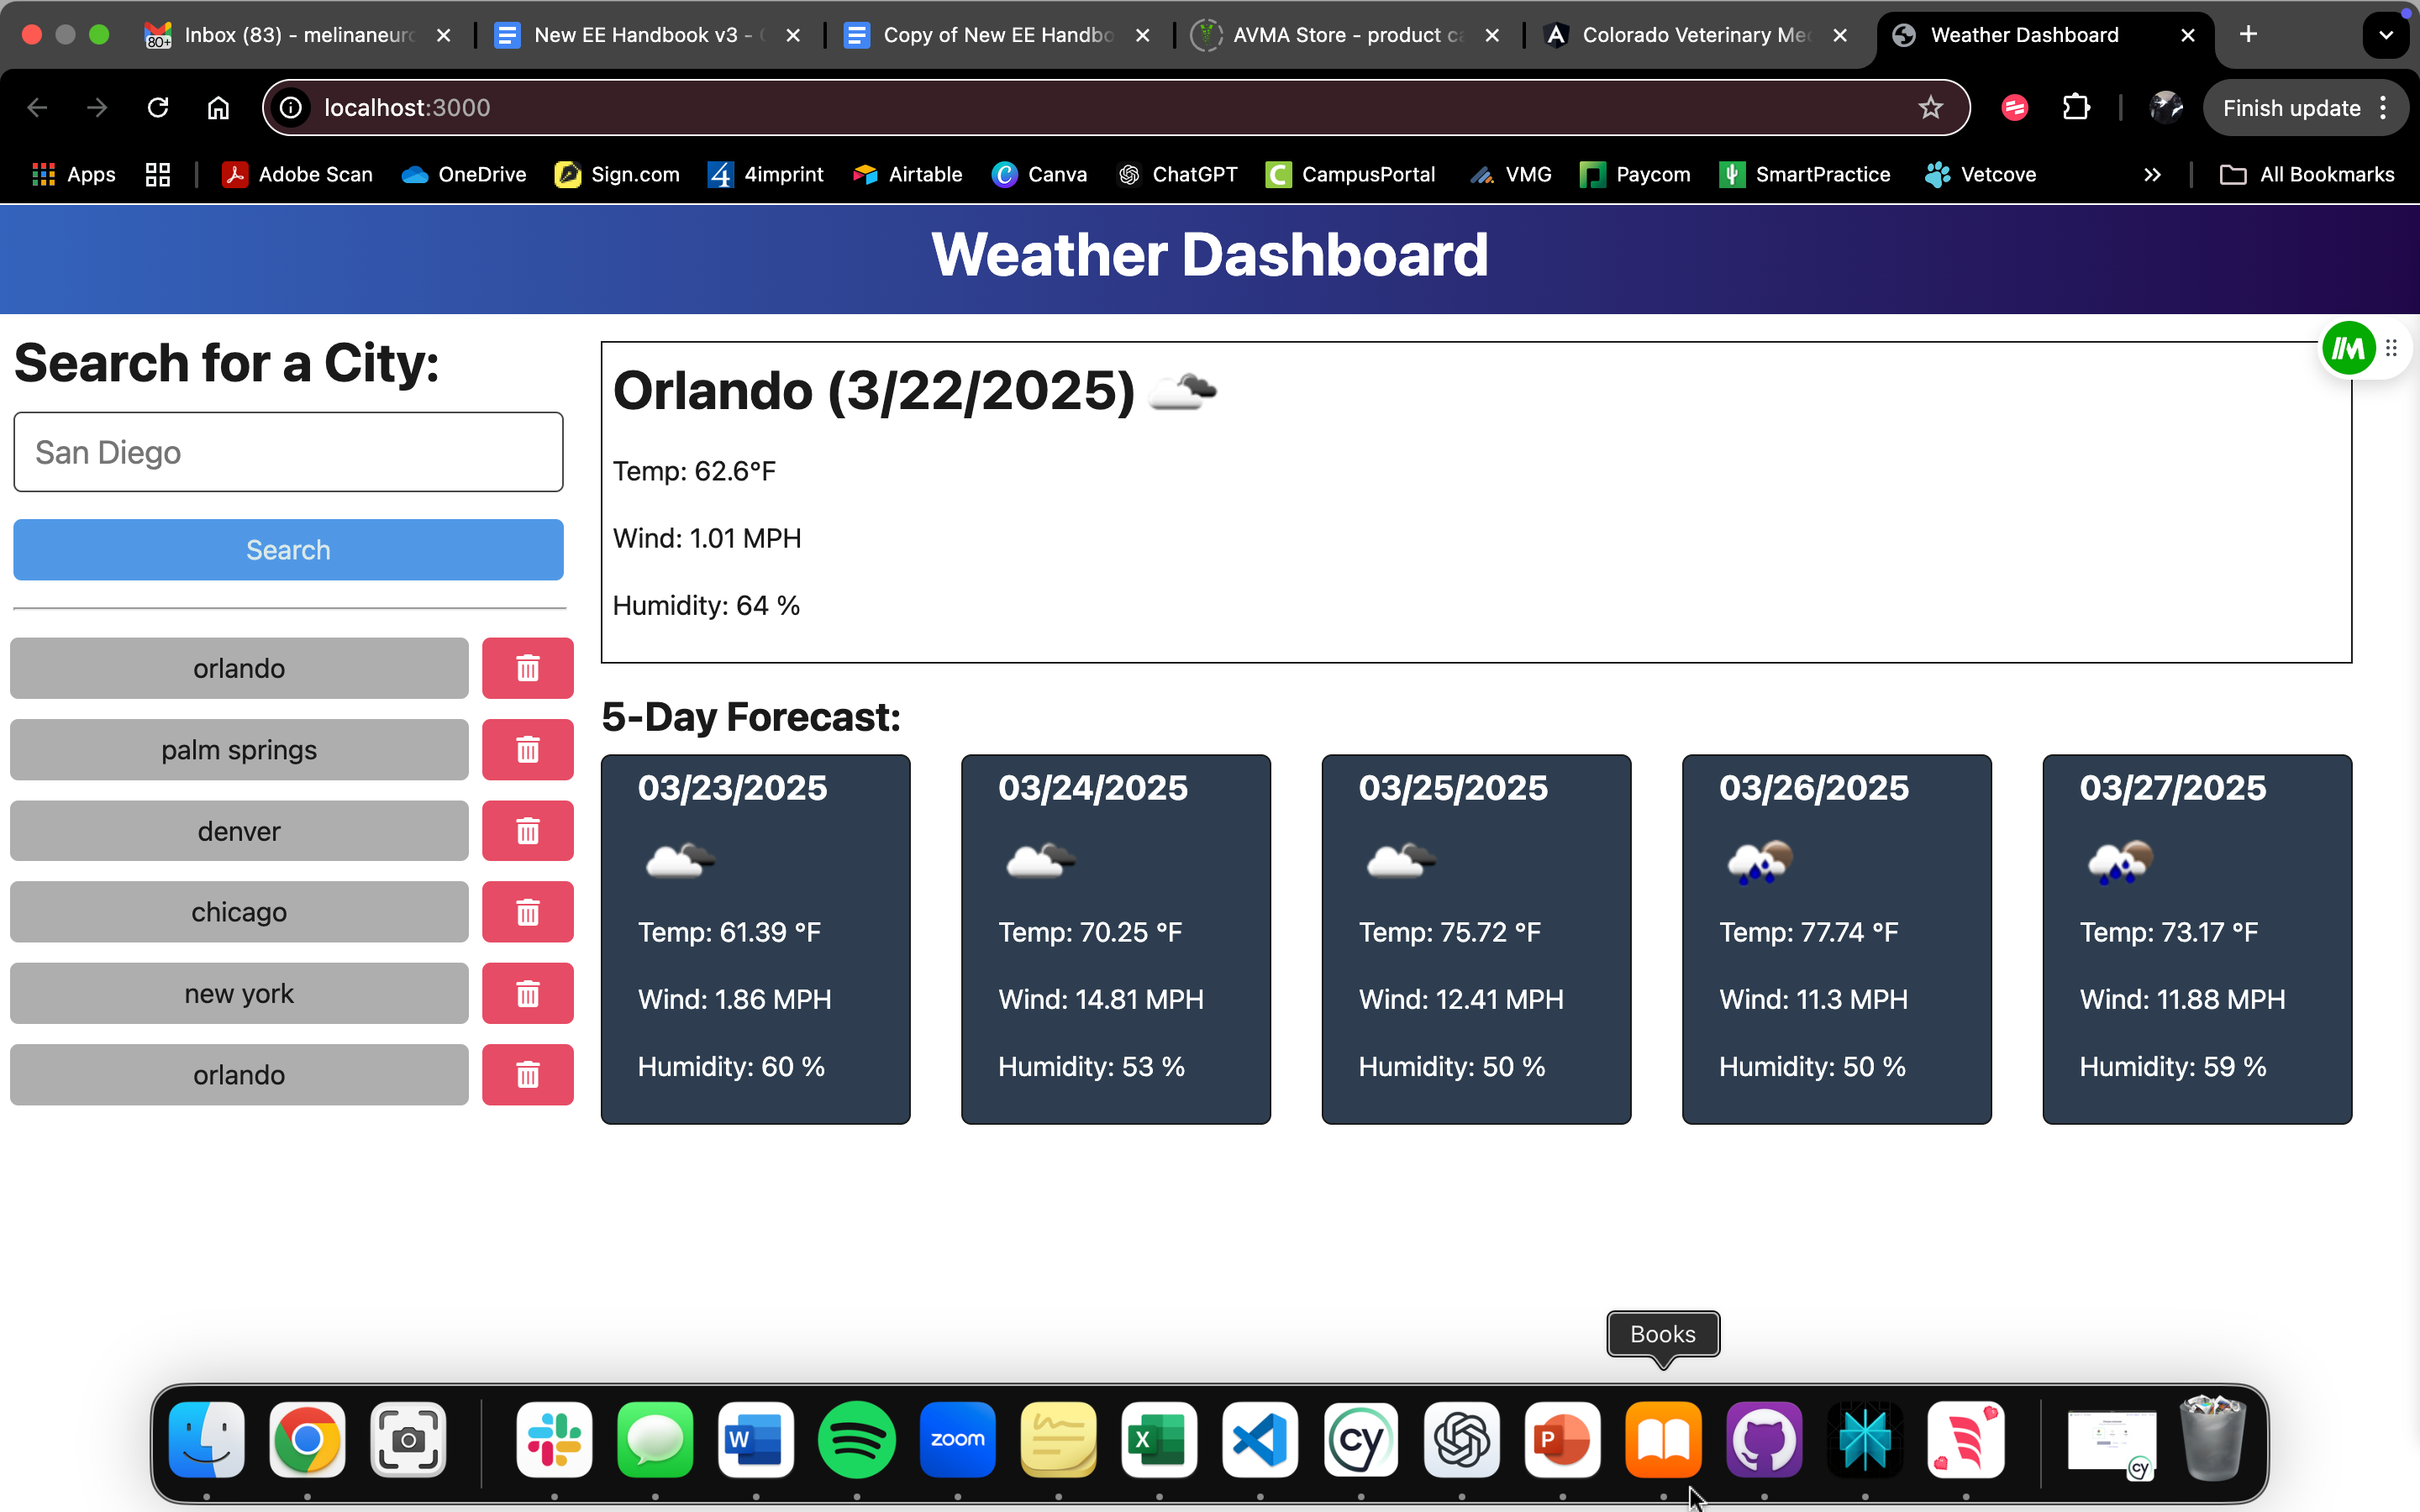 Inbox (83) - melinaneuro
New EE Handbook v3 -
Copy of New EE Handbo
AVMA Store - product ca
Colorado Veterinary Me
Weather Dashboard
80+
localhost:3000
Finish update
Apps
Adobe Scan
OneDrive
Sign.com
4 4imprint
Airtable
Canva
ChatGPT
CampusPortal
VMG
Paycom
SmartPractice
Vetcove
All Bookmarks
Weather Dashboard
Search for a City:
San Diego
Search
orlando
palm springs
denver
chicago
new york
orlando
Orlando (3/22/2025)
Temp: 62.6°F
Wind: 1.01 MPH
Humidity: 64 %
5-Day Forecast:
03/23/2025
Temp: 61.39 °F
Wind: 1.86 MPH
Humidity: 60 %
03/24/2025
Temp: 70.25 °F
Wind: 14.81 MPH
Humidity: 53 %
03/25/2025
Temp: 75.72 °F
Wind: 12.41 MPH
Humidity: 50 %
03/26/2025
Temp: 77.74 °F
Wind: 11.3 MPH
Humidity: 50 %
03/27/2025
Temp: 73.17 °F
Wind: 11.88 MPH
Humidity: 59 %
Books
W
zoom
X
cy
P
cy